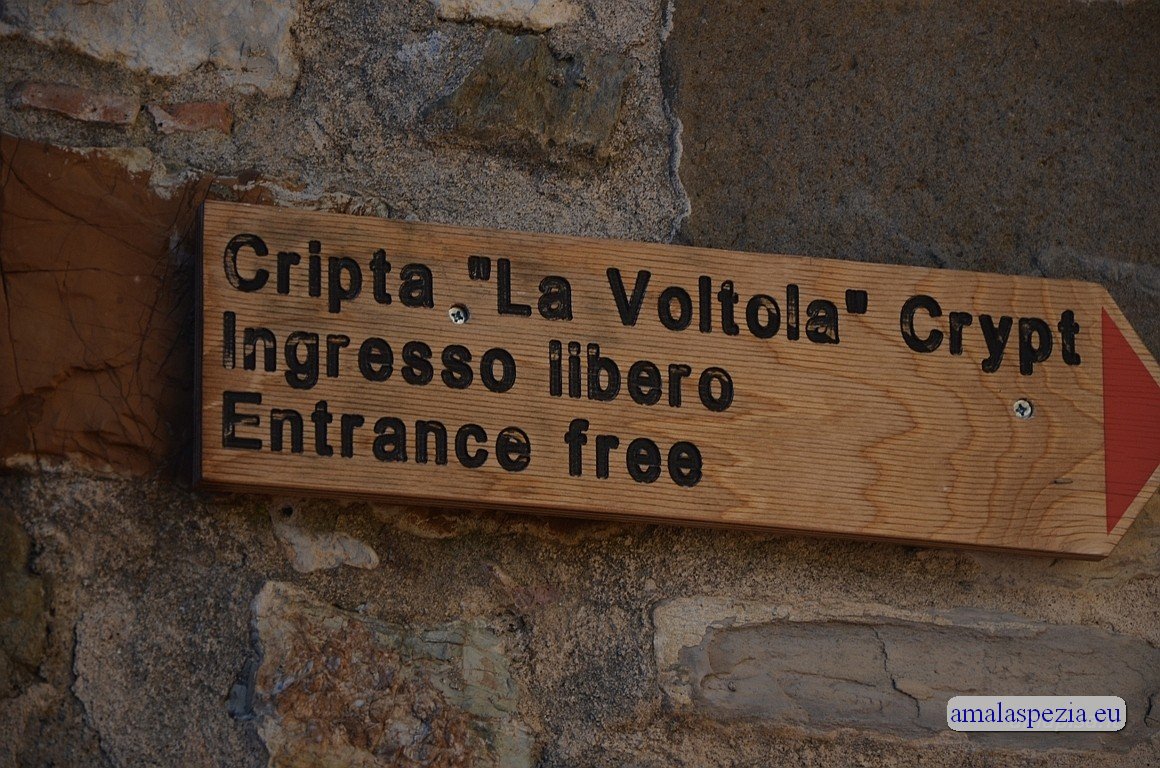 Cripta "La Voltola" Crypt
Ingresso libero
Entrance free
amalaspezia.eu